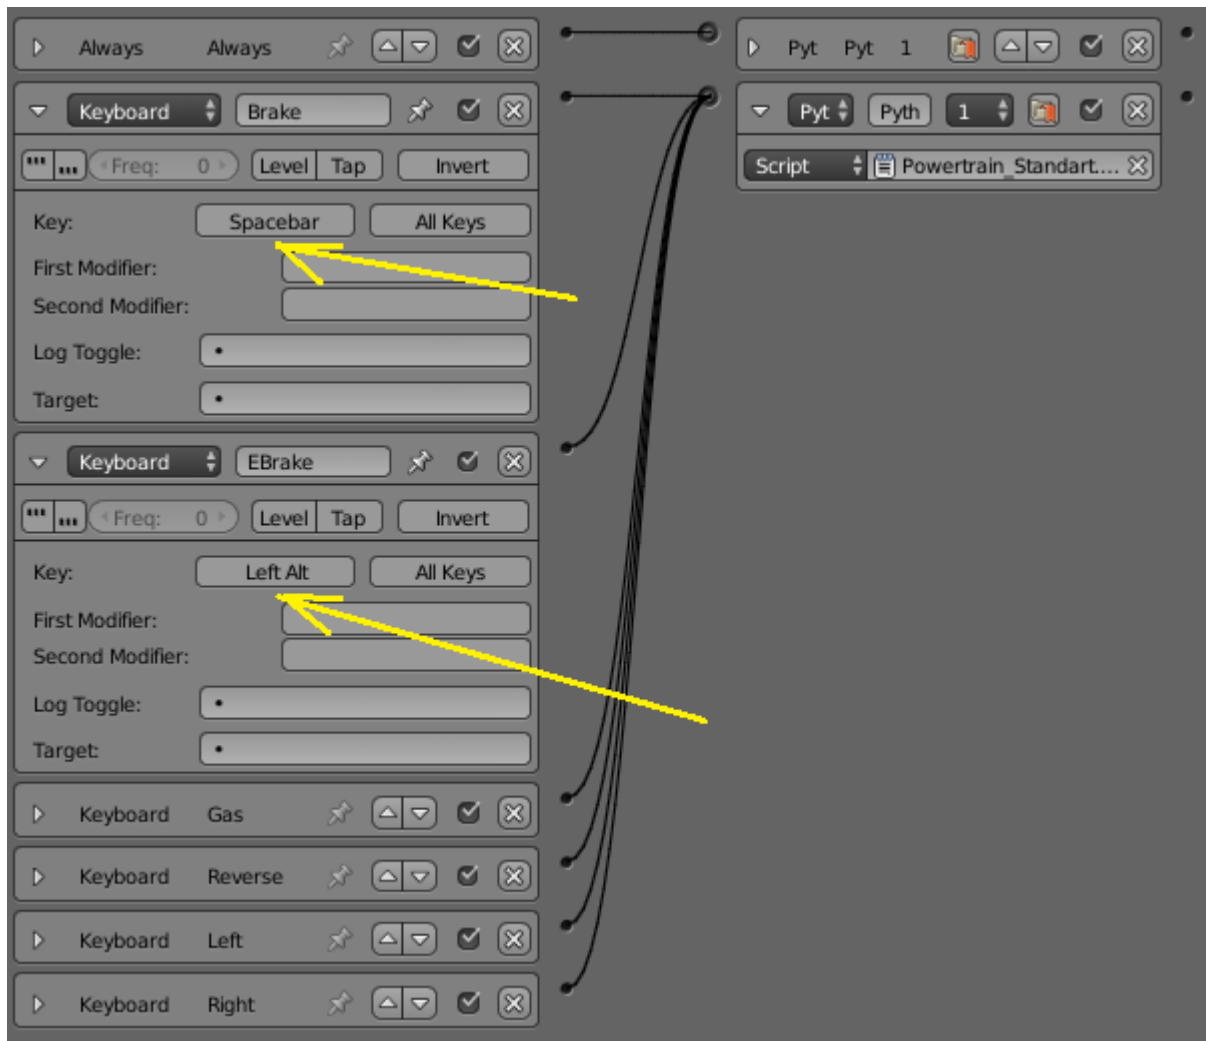 Always Always
Pyt Pyt 1
Keyboard Brake
Pyt Pyth 1
Freq: 0 Level Tap Invert
Script Powertrain_Standart....
Key: Spacebar All Keys
First Modifier:
Second Modifier:
Log Toggle:
Target:
Keyboard EBrake
Freq: 0 Level Tap Invert
Key: Left Alt All Keys
First Modifier:
Second Modifier:
Log Toggle:
Target:
Keyboard Gas
Keyboard Reverse
Keyboard Left
Keyboard Right